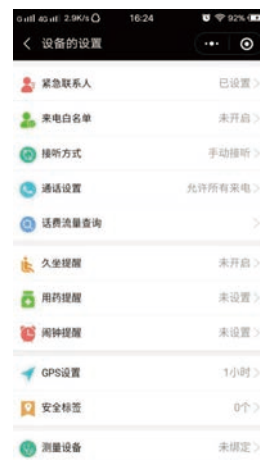 4G 2.9K/s 16:24 92%
设备的设置
紧急联系人 已设置
来电白名单 未开启
接听方式 手动接听
通话设置 允许所有来电
话费流量查询
久坐提醒 未开启
用药提醒 未设置
闹钟提醒 未设置
GPS设置 1小时
安全标签 0个
测量设备 未绑定